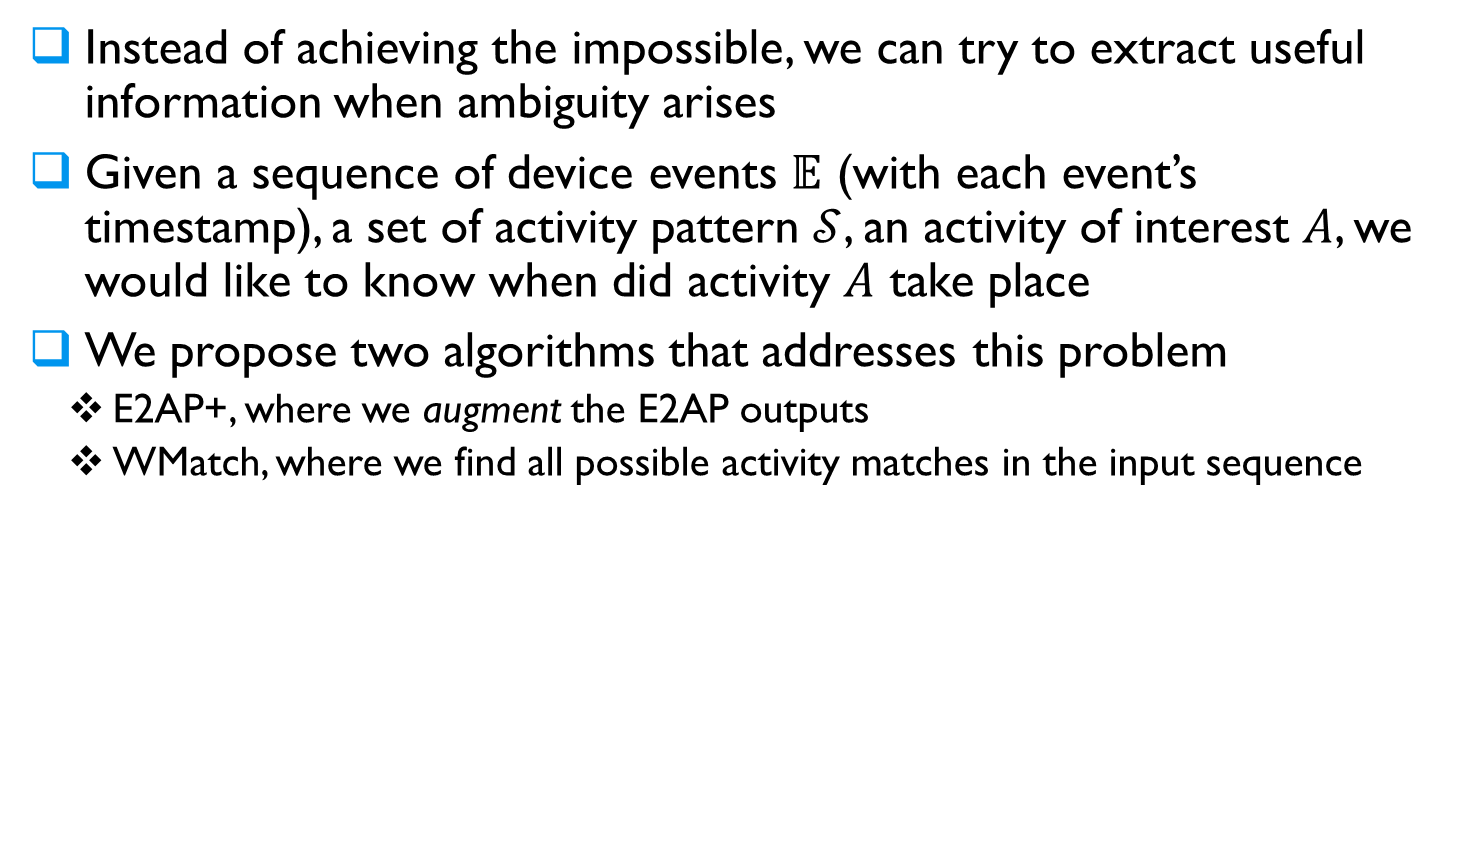 Instead of achieving the impossible, we can try to extract useful
information when ambiguity arises
Given a sequence of device events 𝔼 (with each event’s
timestamp), a set of activity pattern 𝒮, an activity of interest 𝐴, we
would like to know when did activity 𝐴 take place
We propose two algorithms that addresses this problem
E2AP+, where we augment the E2AP outputs
WMatch, where we find all possible activity matches in the input sequence